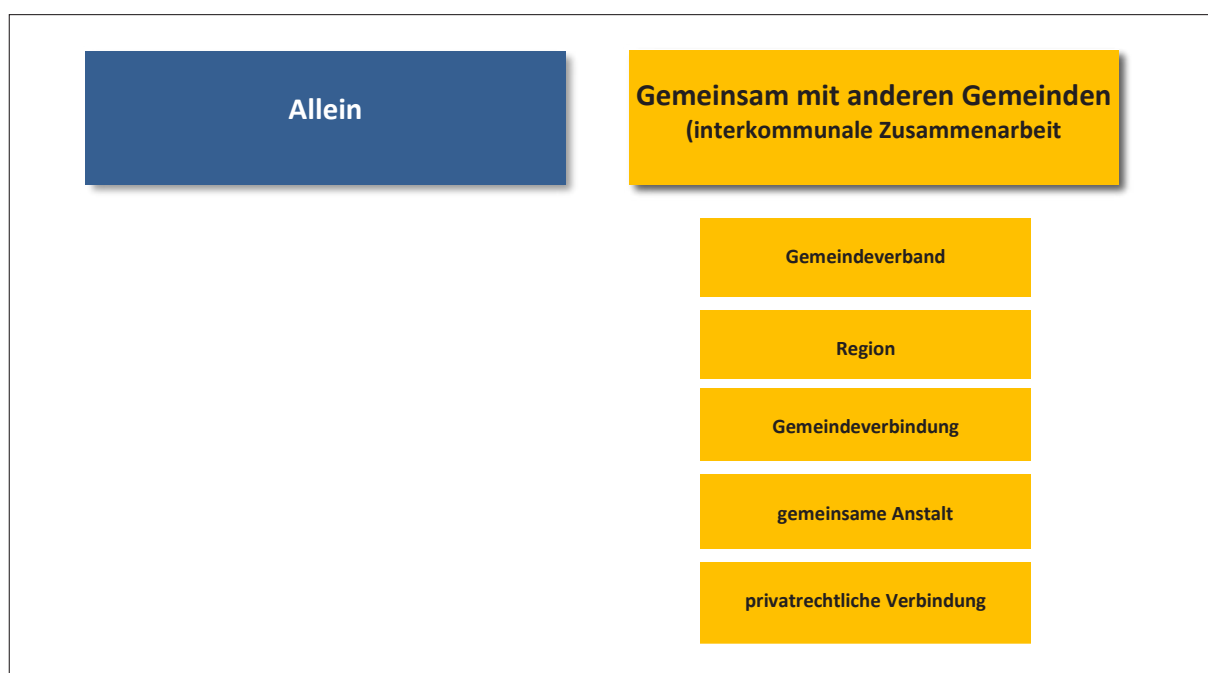 Allein
Gemeinsam mit anderen Gemeinden
(interkommunale Zusammenarbeit
Gemeindeverband
Region
Gemeindeverbindung
gemeinsame Anstalt
privatrechtliche Verbindung